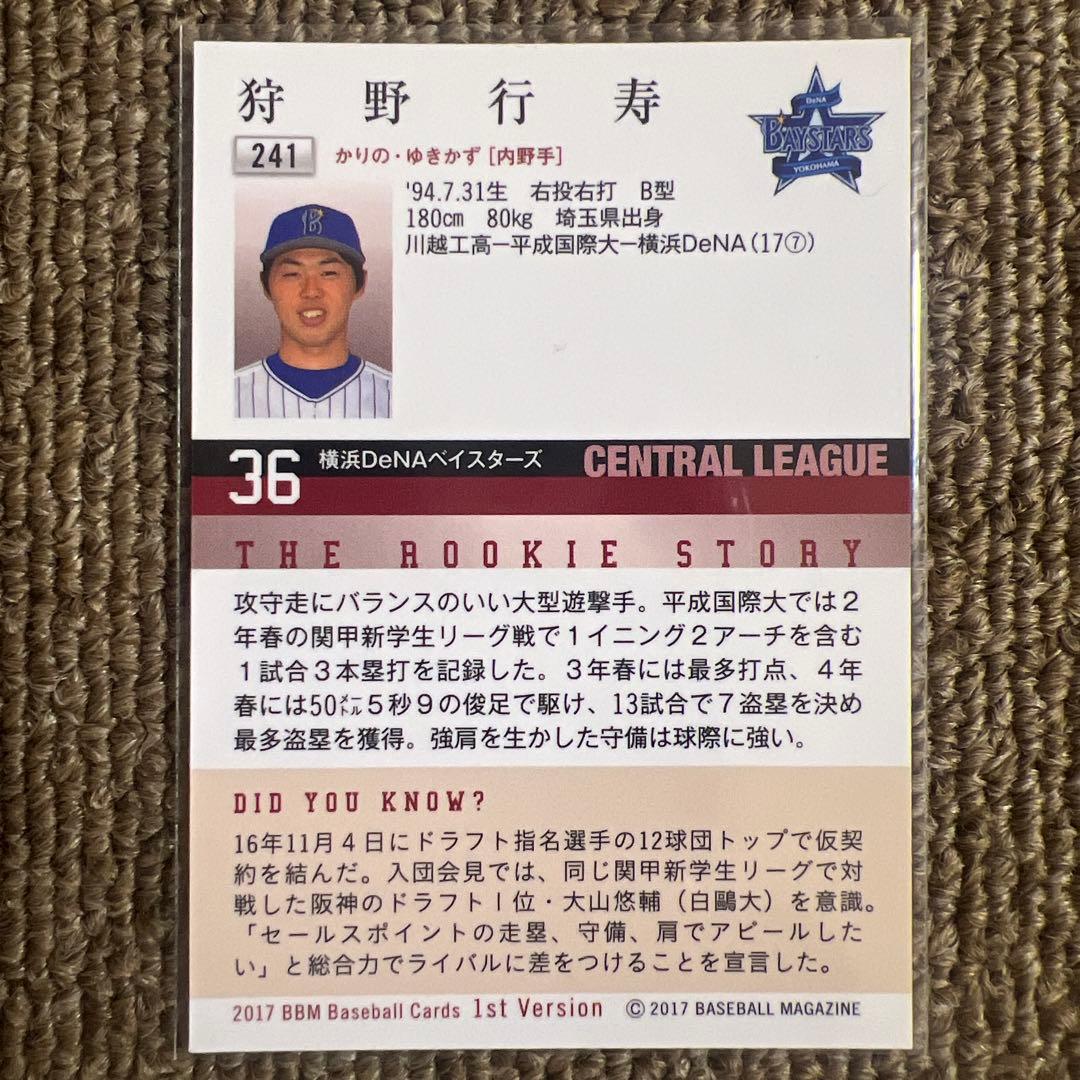 狩野行寿
DeNA
BAYSTARS
YOKOHAMA
241 かりの・ゆきかず [内野手]
'94.7.31生 右投右打 B型
180cm 80kg 埼玉県出身
川越工高ー平成国際大ー横浜DeNA(17⑦)
B
36 横浜DeNAベイスターズ CENTRAL LEAGUE
THE ROOKIE STORY
攻守走にバランスのいい大型遊撃手。平成国際大では2
年春の関甲新学生リーグ戦で1イニング2アーチを含む
1試合3本塁打を記録した。3年春には最多打点、4年
春には50㍍5秒9の俊足で駆け、13試合で7盗塁を決め
最多盗塁を獲得。強肩を生かした守備は球際に強い。
DID YOU KNOW?
16年11月4日にドラフト指名選手の12球団トップで仮契
約を結んだ。入団会見では、同じ関甲新学生リーグで対
戦した阪神のドラフト1位・大山悠輔(白鷗大)を意識。
「セールスポイントの走塁、守備、肩でアピールした
い」と総合力でライバルに差をつけることを宣言した。
2017 BBM Baseball Cards 1st Version © 2017 BASEBALL MAGAZINE